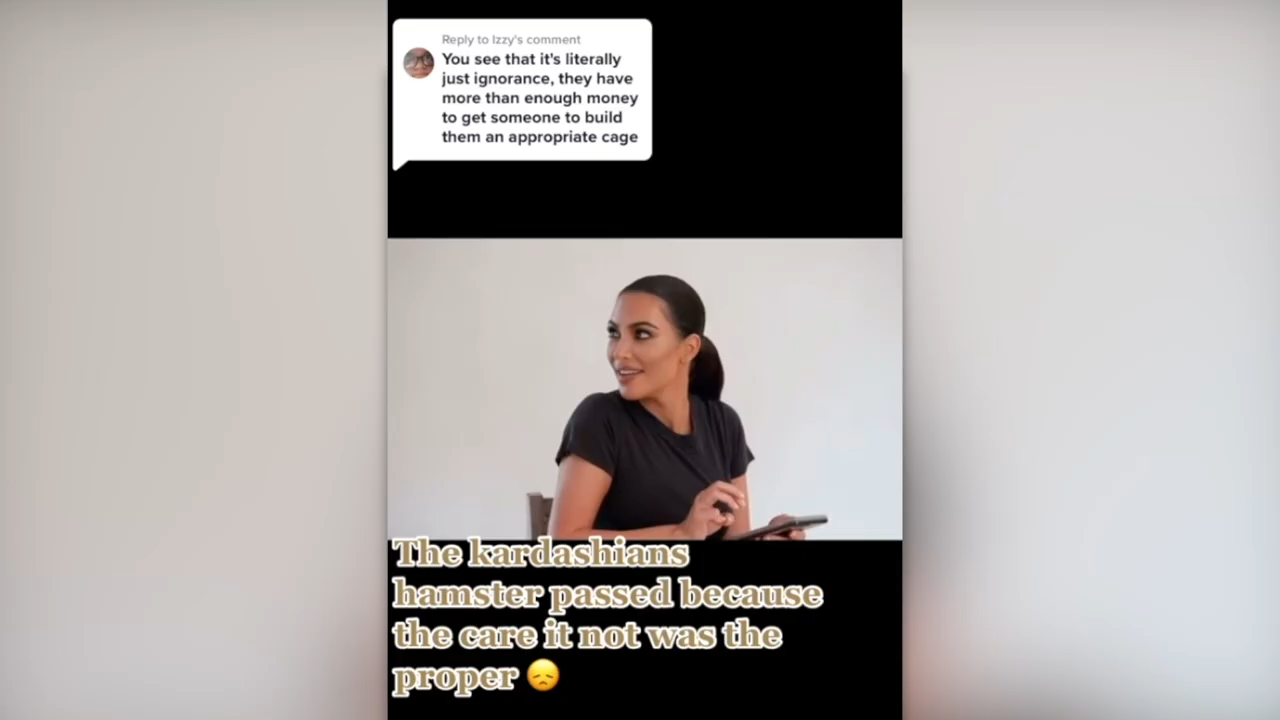 Reply to Izzy's comment
You see that it's literally
just ignorance, they have
more than enough money
to get someone to build
them an appropriate cage
The kardashians
hamster passed because
the care it not was the
proper 😞